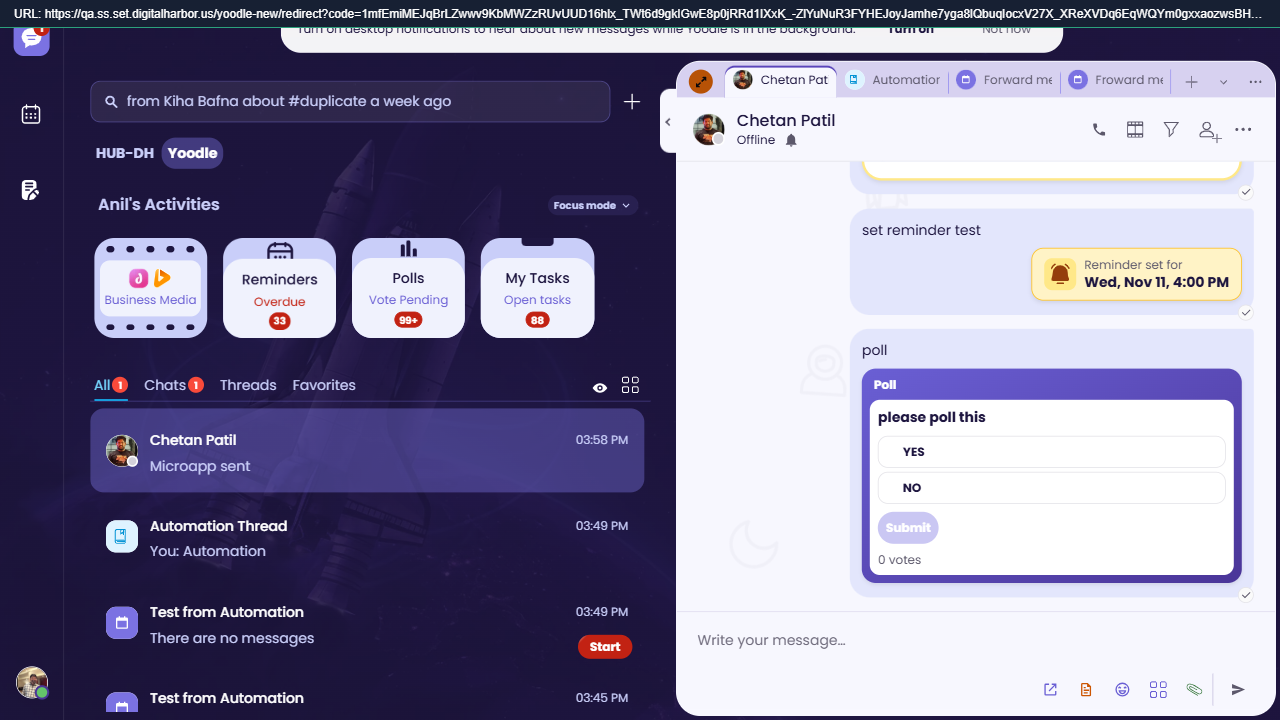 URL: https://qa.ss.set.digitalharbor.us/yoodle-new/redirect?code=1mfEmiMEJqBrLZwwv9KbMWZzRUvUUD16hlx_TWt6d9gklGwE8p0jRRd1lXxK_-ZlYuNuR3FYHEJoyJamhe7yga8lQbuqlocxV27X_XReXVDq6EqWQYm0gxxaozwsBH...
Turn on desktop notifications to hear about new messages while Yoodle is in the background. Turn on Not now
from Kiha Bafna about #duplicate a week ago
HUB-DH Yoodle
Anil's Activities
Focus mode
Business Media
Reminders
Overdue
33
Polls
Vote Pending
99+
My Tasks
Open tasks
88
All 1 Chats 1 Threads Favorites
Chetan Patil 03:58 PM
Microapp sent
Automation Thread 03:49 PM
You: Automation
Test from Automation 03:49 PM
There are no messages
Start
Test from Automation 03:45 PM
Chetan Pat Automation Forward me Froward me
Chetan Patil
Offline
set reminder test
Reminder set for
Wed, Nov 11, 4:00 PM
poll
Poll
please poll this
YES
NO
Submit
0 votes
Write your message...